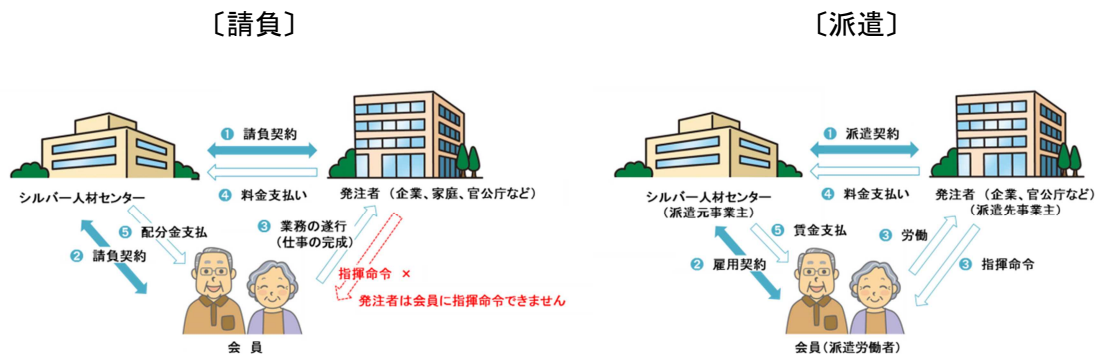 〔請負〕
❶ 請負契約
❹ 料金支払い
シルバー人材センター
発注者（企業、家庭、官公庁など）
❺ 配分金支払
❷ 請負契約
❸ 業務の遂行
（仕事の完成）
指揮命令 ×
発注者は会員に指揮命令できません
会 員
〔派遣〕
❶ 派遣契約
❹ 料金支払い
シルバー人材センター
（派遣元事業主）
発注者（企業、官公庁など）
（派遣先事業主）
❺ 賃金支払
❷ 雇用契約
❸ 労働
❸ 指揮命令
会員（派遣労働者）